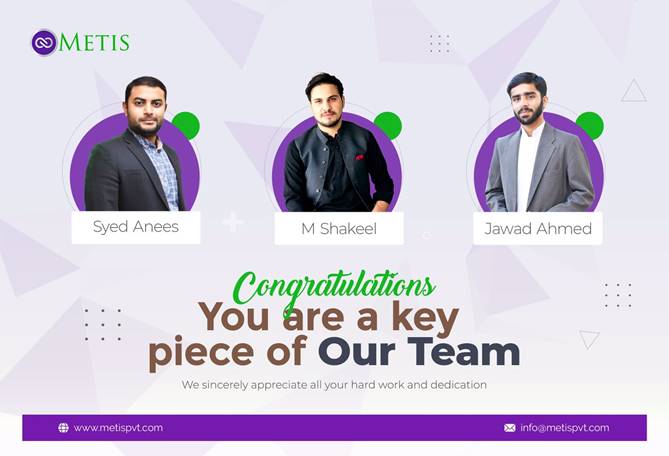 METIS
Syed Anees
M Shakeel
Jawad Ahmed
Congratulations
You are a key
piece of Our Team
We sincerely appreciate all your hard work and dedication
www.metispvt.com
info@metispvt.com